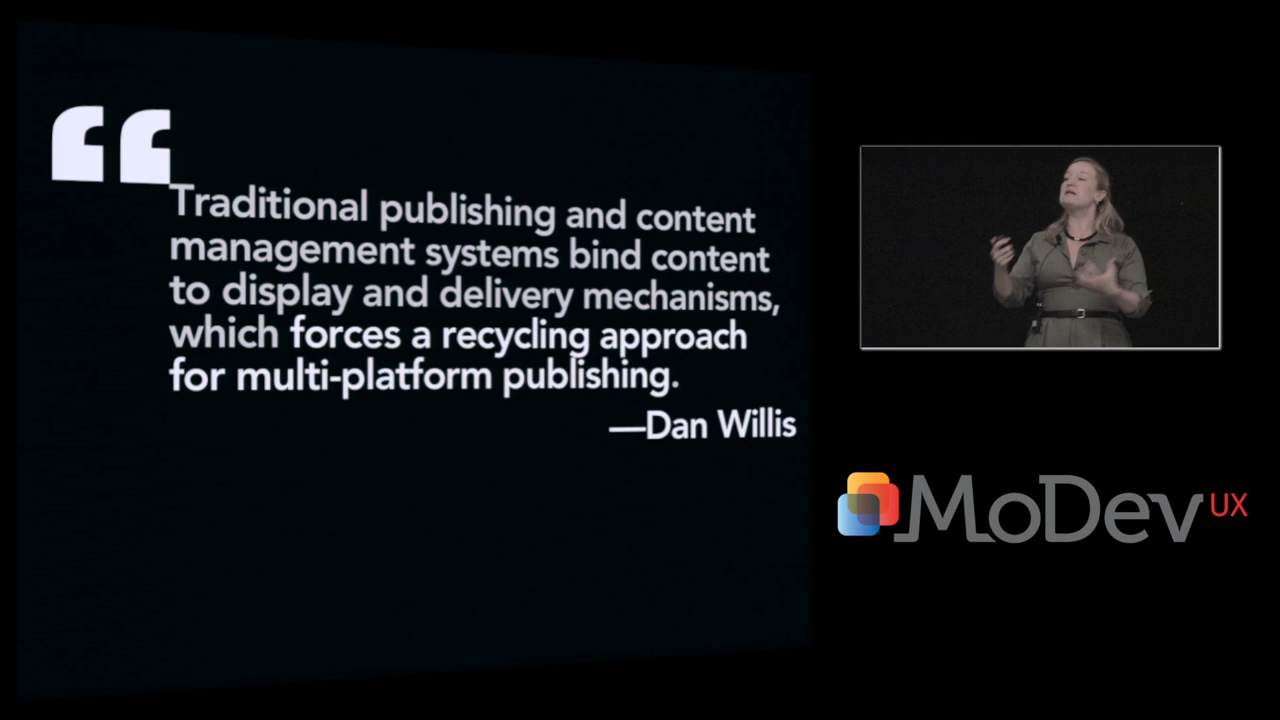 “
Traditional publishing and content
management systems bind content
to display and delivery mechanisms,
which forces a recycling approach
for multi-platform publishing.
—Dan Willis
MoDev UX